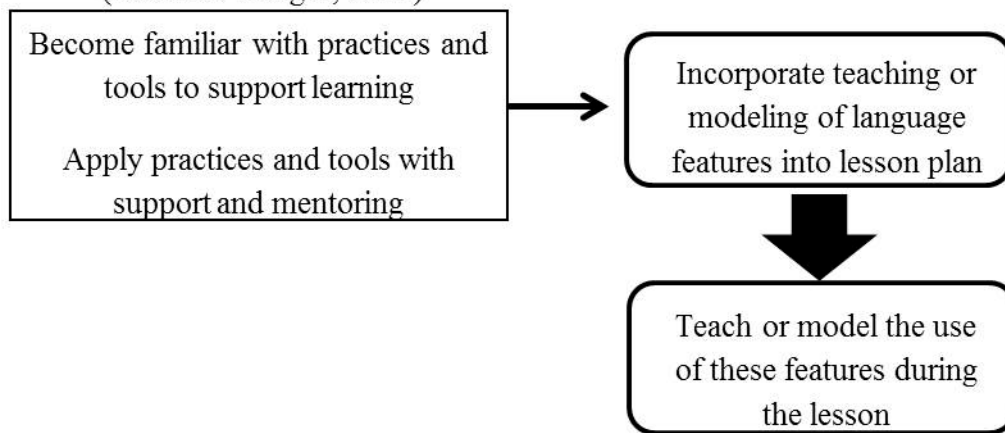 Become familiar with practices and
tools to support learning
Apply practices and tools with
support and mentoring
Incorporate teaching or
modeling of language
features into lesson plan
Teach or model the use
of these features during
the lesson